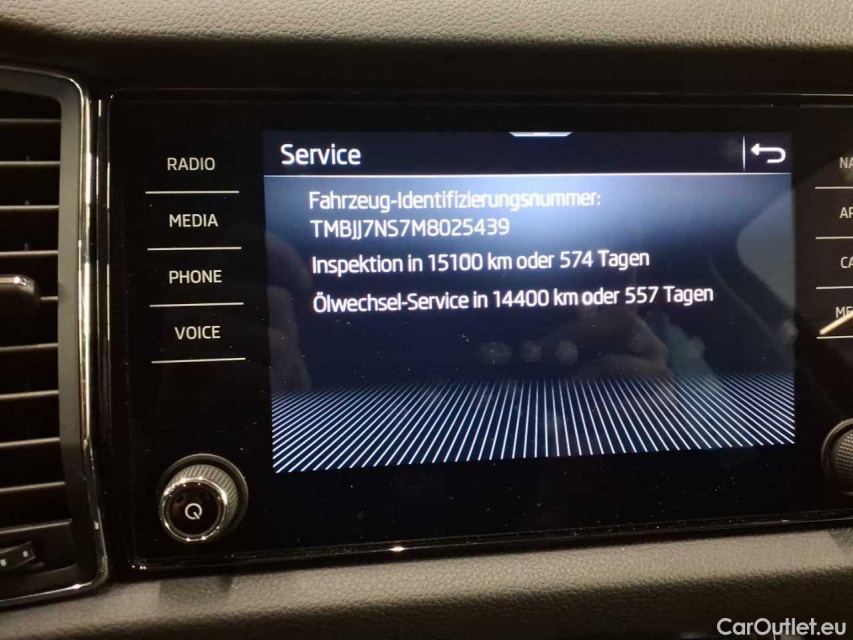 Service
RADIO
MEDIA
PHONE
VOICE
Fahrzeug-Identifizierungsnummer:
TMBJJ7NS7M8025439
Inspektion in 15100 km oder 574 Tagen
Ölwechsel-Service in 14400 km oder 557 Tagen
CarOutlet.eu